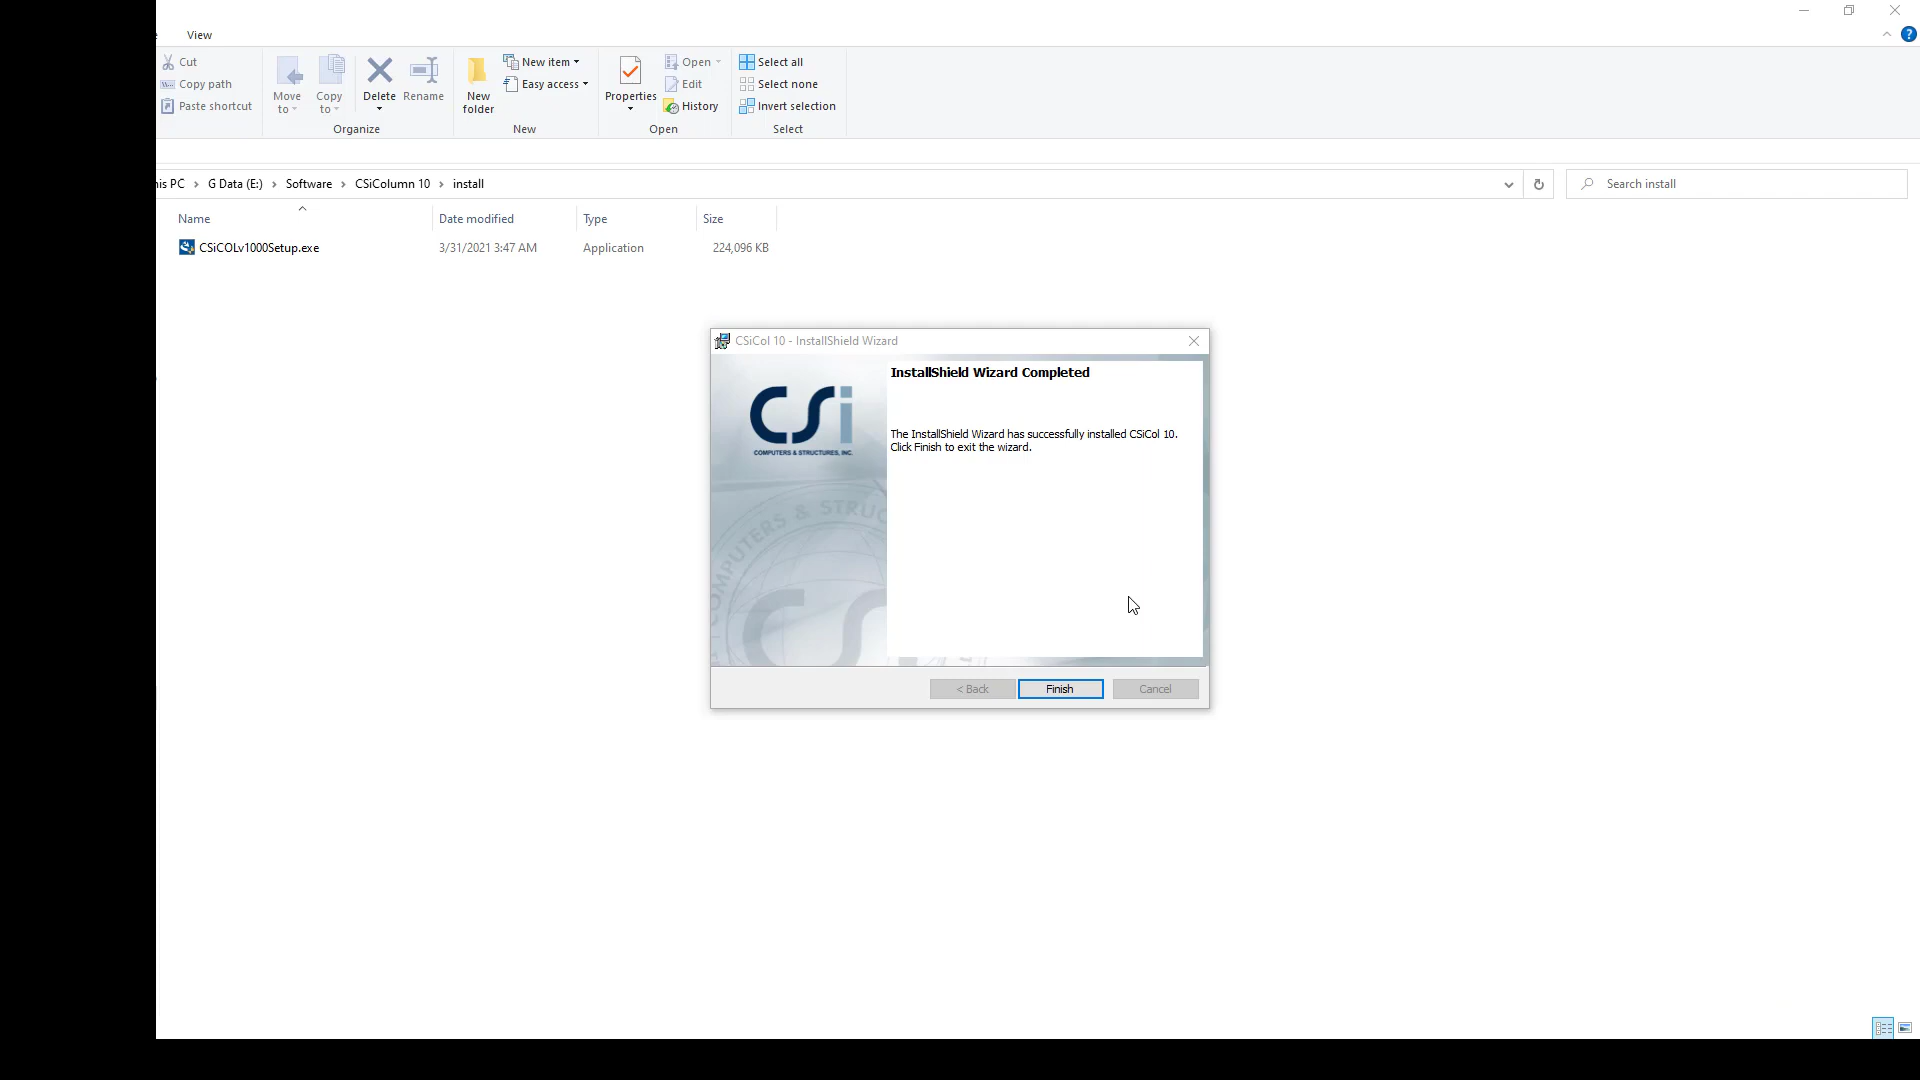 View
Cut
Copy path
Paste shortcut
Move to
Copy to
Delete
Rename
Organize
New folder
New item
Easy access
New
Properties
Open
Edit
History
Open
Select all
Select none
Invert selection
Select
his PC > G Data (E:) > Software > CSiColumn 10 > install
Search install
Name Date modified Type Size
CSiCOLv1000Setup.exe 3/31/2021 3:47 AM Application 224,096 KB
CSiCol 10 - InstallShield Wizard
CSi
COMPUTERS & STRUCTURES, INC.
InstallShield Wizard Completed
The InstallShield Wizard has successfully installed CSiCol 10.
Click Finish to exit the wizard.
COMPUTERS & STRUC
< Back
Finish
Cancel